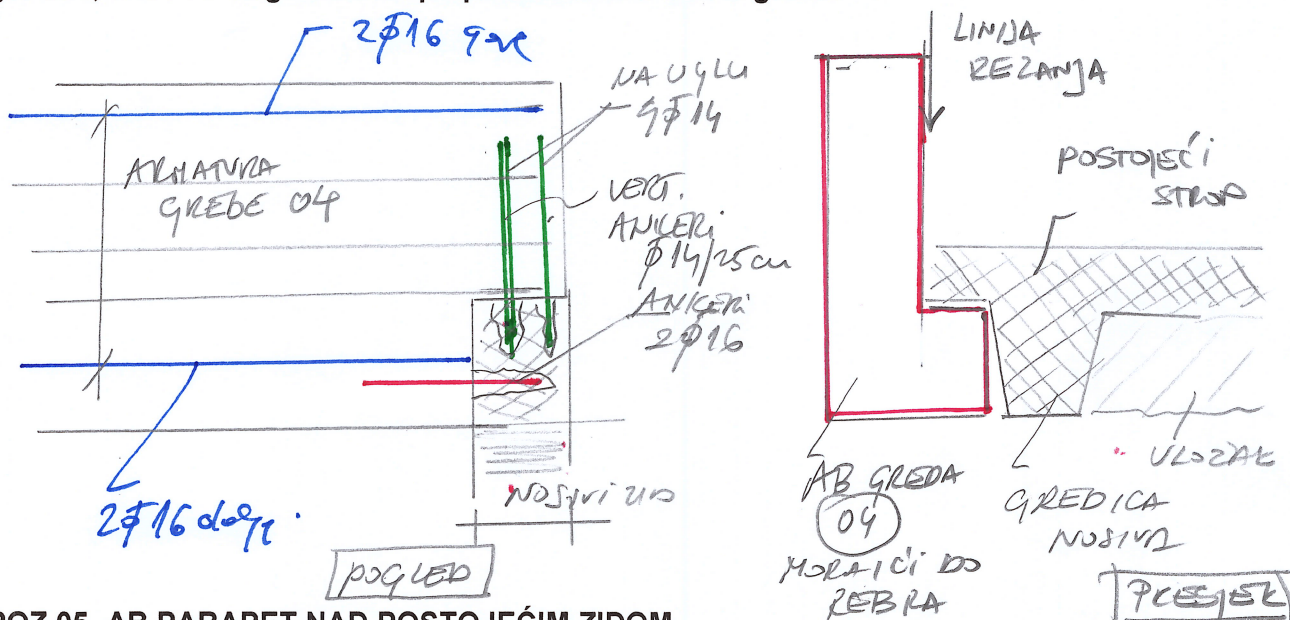 2φ16 gore
NA UGLU
4φ14
ARMATURA
GREDE 04
VERT.
ANKERI
φ14/25cm
ANKERI
2φ16
2φ16 dolje.
NOSIVI ZID
POGLED
LINIJA
REZANJA
POSTOJEĆI
STROP
AB GREDA
04
MORA IĆI DO
REBRA
GREDICA
NOSIVA
ULOŽAK
PRESJEK
POZ 05 AB PARAPET NAD POSTOJEĆIM ZIDOM